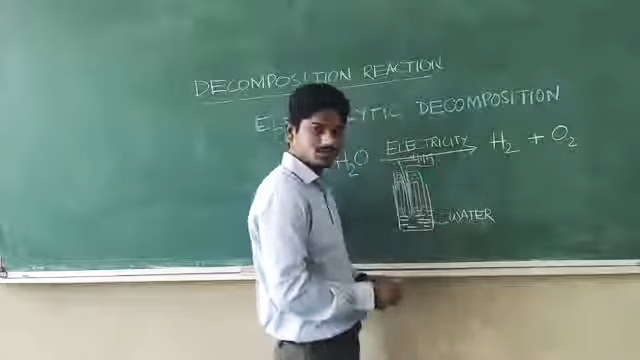 DECOMPOSITION REACTION
LYTIC DECOMPOSITION
H₂O ELECTRICITY H₂ + O₂
WATER